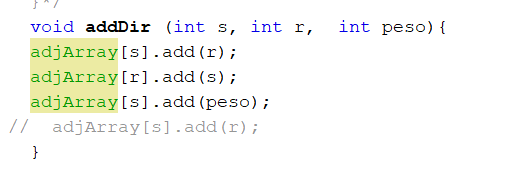 }*/
void addDir (int s, int r,  int peso){
adjArray[s].add(r);
adjArray[r].add(s);
adjArray[s].add(peso);
//  adjArray[s].add(r);
}